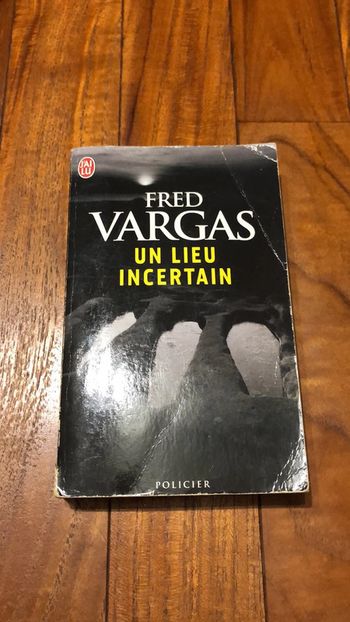 J'AI
LU
FRED
VARGAS
UN LIEU
INCERTAIN
POLICIER